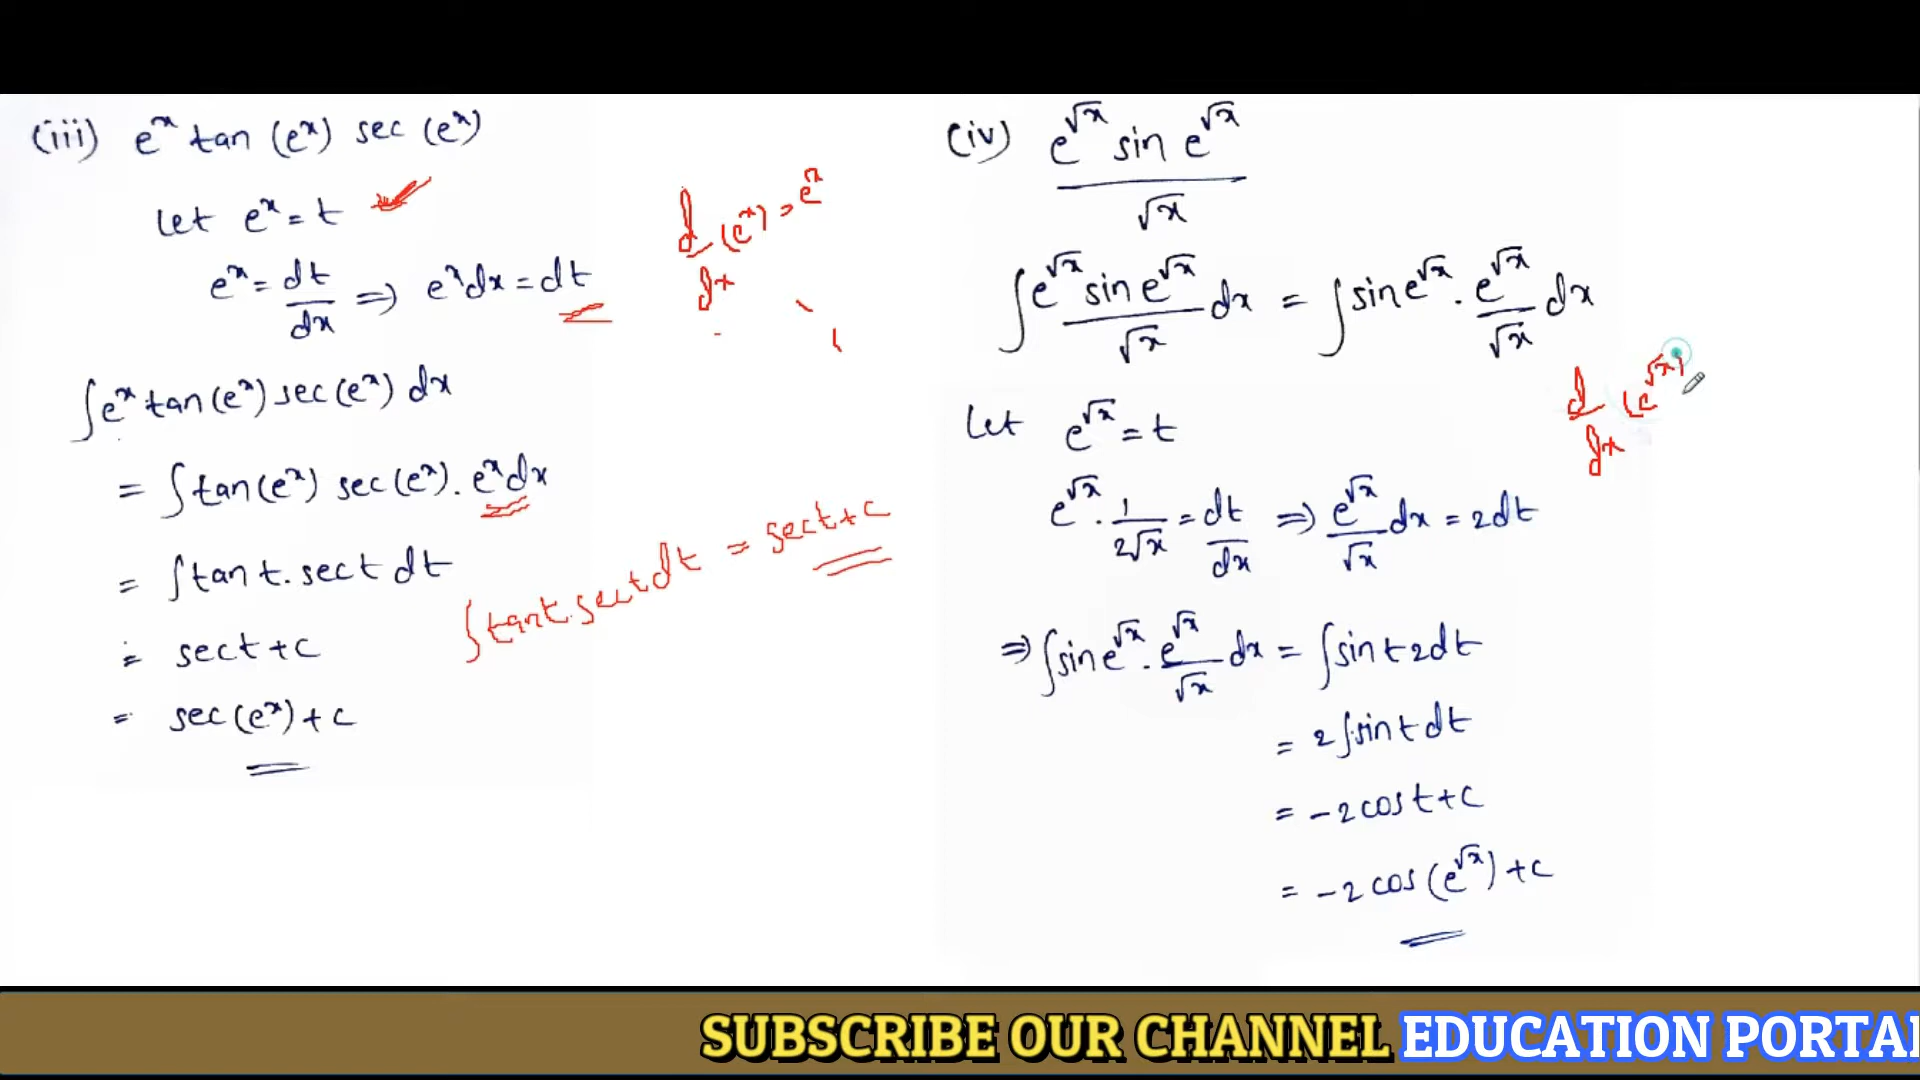 (iii) e^x tan (e^x) sec (e^x)
Let e^x = t
e^x = dt/dx ⇒ e^x dx = dt
d/dx (e^x) = e^x
∫ e^x tan(e^x) sec(e^x) dx
= ∫ tan(e^x) sec(e^x) . e^x dx
= ∫ tan t . sec t dt
∫ tan t . sec t dt = sec t + c
= sec t + c
= sec (e^x) + c
(iv) e^√x sin e^√x / √x
∫ e^√x sin e^√x / √x dx = ∫ sin e^√x . e^√x / √x dx
d/dx (e^√x)
Let e^√x = t
e^√x . 1/2√x = dt/dx ⇒ e^√x / √x dx = 2dt
⇒ ∫ sin e^√x . e^√x / √x dx = ∫ sin t 2dt
= 2 ∫ sin t dt
= -2 cos t + c
= -2 cos (e^√x) + c
SUBSCRIBE OUR CHANNEL EDUCATION PORTAL